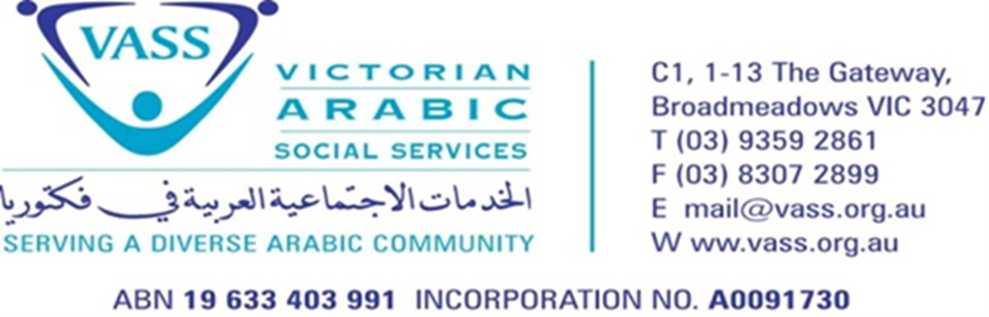 VASS
VICTORIAN
ARABIC
SOCIAL SERVICES
الخدمات الاجتماعية العربية في فكتوريا
SERVING A DIVERSE ARABIC COMMUNITY
C1, 1-13 The Gateway,
Broadmeadows VIC 3047
T (03) 9359 2861
F (03) 8307 2899
E mail@vass.org.au
W ww.vass.org.au
ABN 19 633 403 991 INCORPORATION NO. A0091730